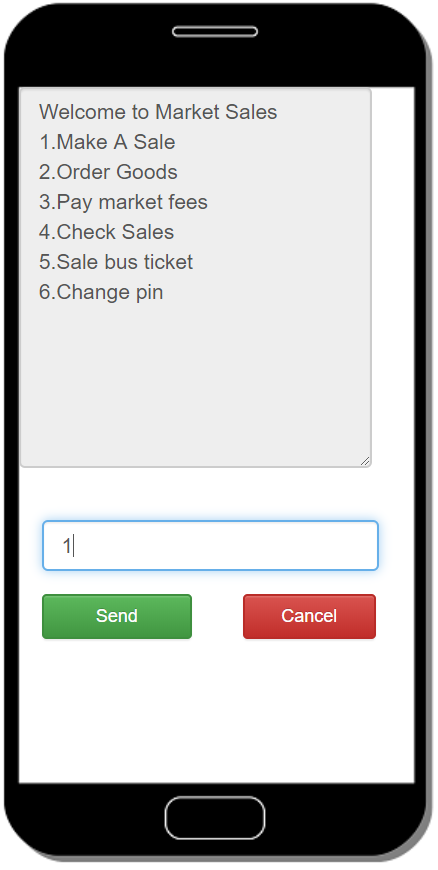 Welcome to Market Sales
1.Make A Sale
2.Order Goods
3.Pay market fees
4.Check Sales
5.Sale bus ticket
6.Change pin
1
Send
Cancel